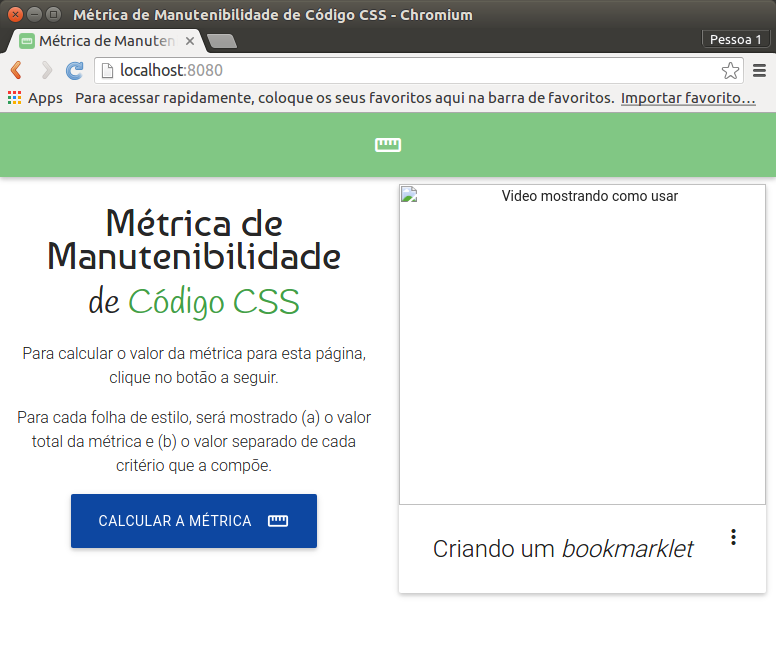 Métrica de Manutenibilidade de Código CSS - Chromium
Métrica de Manuten
Pessoa 1
localhost:8080
Apps Para acessar rapidamente, coloque os seus favoritos aqui na barra de favoritos. Importar favorito…
Métrica de
Manutenibilidade
de Código CSS
Para calcular o valor da métrica para esta página,
clique no botão a seguir.
Para cada folha de estilo, será mostrado (a) o valor
total da métrica e (b) o valor separado de cada
critério que a compõe.
CALCULAR A MÉTRICA
Video mostrando como usar
Criando um bookmarklet